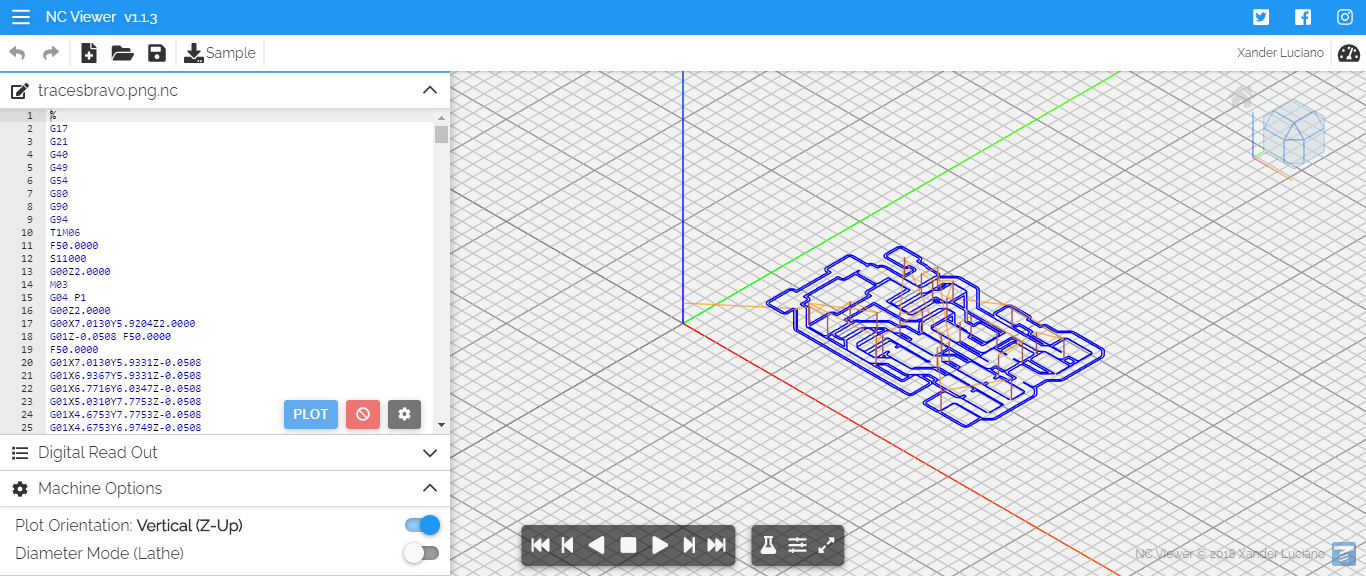 NC Viewer v1.1.3
Sample
Xander Luciano
tracesbravo.png.nc
1 %
2 G17
3 G21
4 G40
5 G49
6 G54
7 G80
8 G90
9 G94
10 T1M06
11 F50.0000
12 S11000
13 G00Z2.0000
14 M03
15 G04 P1
16 G00Z2.0000
17 G00X7.0130Y5.9204Z2.0000
18 G01Z-0.0508 F50.0000
19 F50.0000
20 G01X7.0130Y5.9331Z-0.0508
21 G01X6.9367Y5.9331Z-0.0508
22 G01X6.7716Y6.0347Z-0.0508
23 G01X5.0310Y7.7753Z-0.0508
24 G01X4.6753Y7.7753Z-0.0508
25 G01X4.6753Y6.9749Z-0.0508
PLOT
Digital Read Out
Machine Options
Plot Orientation: Vertical (Z-Up)
Diameter Mode (Lathe)
NC Viewer © 2018 Xander Luciano